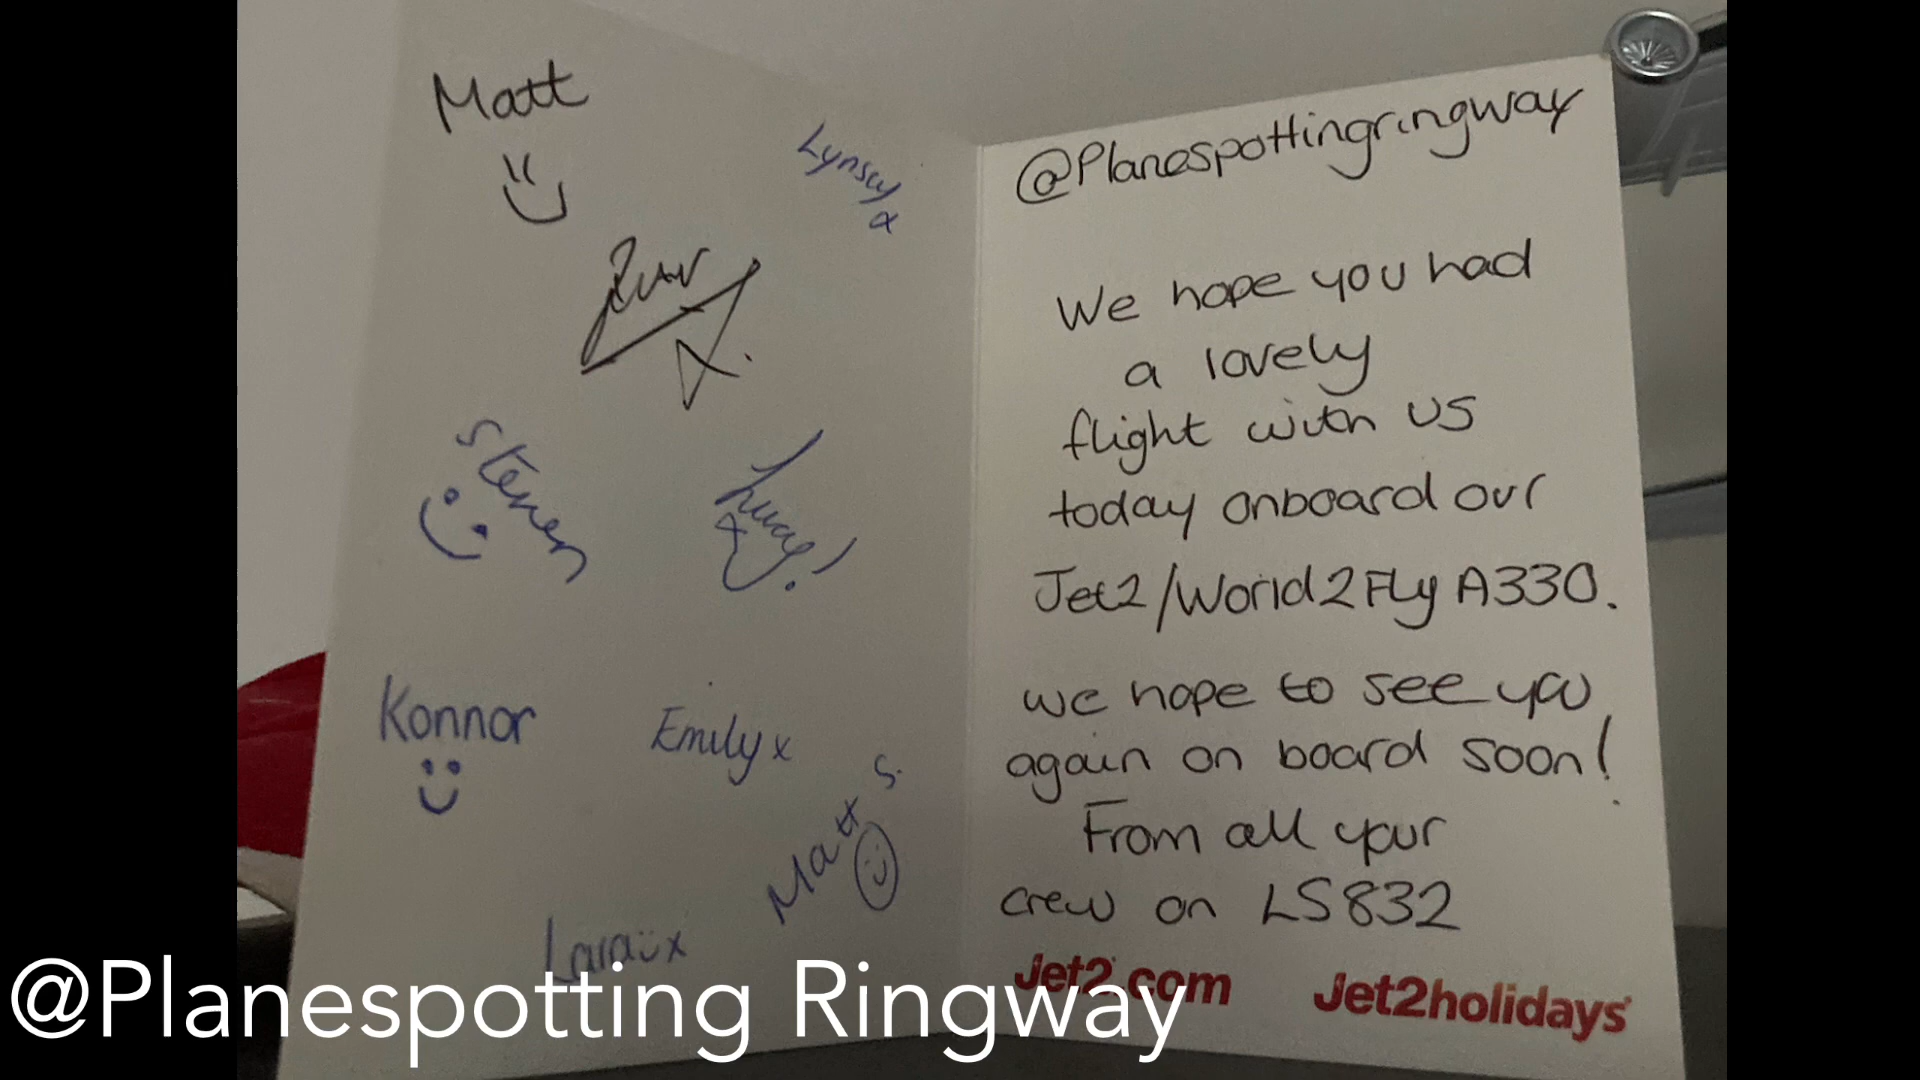 Matt
Lynsey x
Steven
Konnor
Emily x
Matt S.
Lara x
@Planespottingringway
We hope you had
a lovely
flight with us
today onboard our
Jet2/World2Fly A330.
we hope to see you
again on board soon!
From all your
crew on LS832
Jet2.com Jet2holidays
@Planespotting Ringway